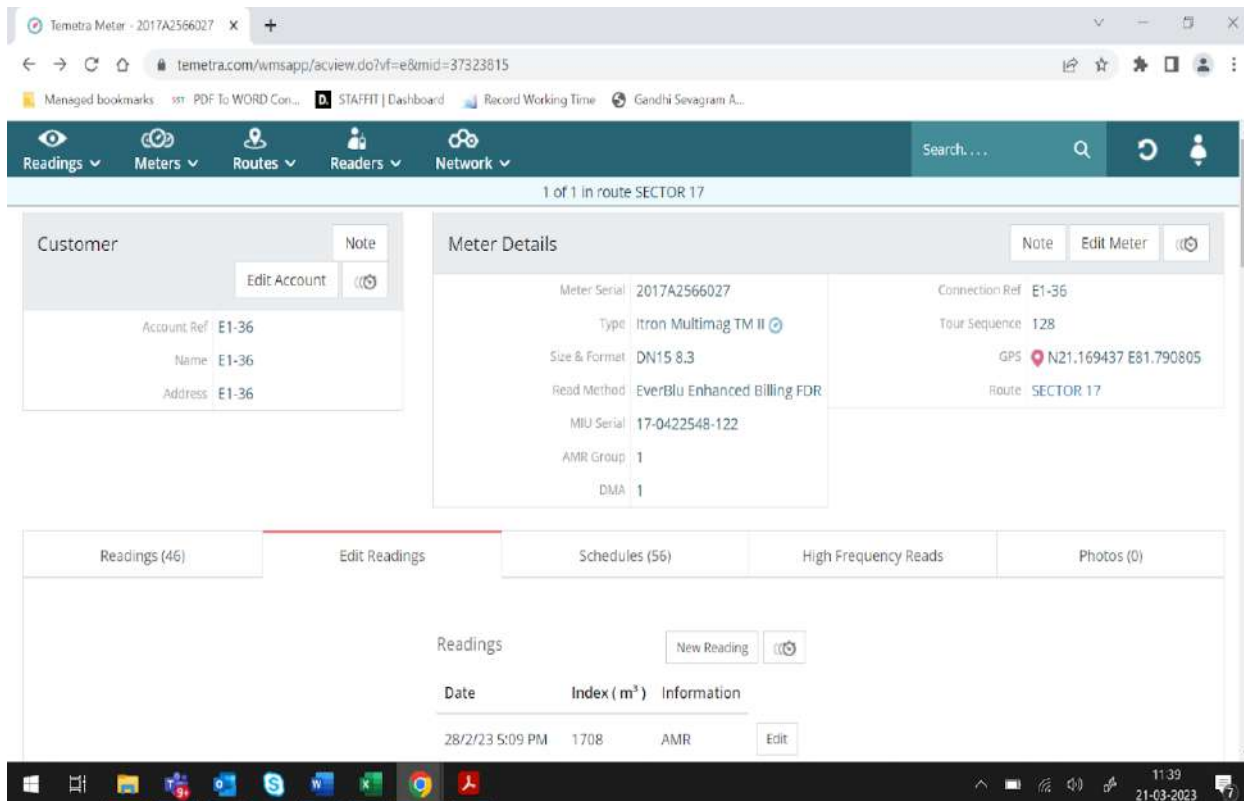 Temetra Meter - 2017A2566027
temetra.com/wmsapp/acview.do?vf=e&mid=37323815
Managed bookmarks SST PDF To WORD Con... D. STAFFIT | Dashboard Record Working Time Gandhi Sevagram A...
Readings Meters Routes Readers Network Search....
1 of 1 in route SECTOR 17
Customer Note
Edit Account
Account Ref E1-36
Name E1-36
Address E1-36
Meter Details Note Edit Meter
Meter Serial 2017A2566027
Type Itron Multimag TM II
Size & Format DN15 8.3
Read Method EverBlu Enhanced Billing FDR
MIU Serial 17-0422548-122
AMR Group 1
DMA 1
Connection Ref E1-36
Tour Sequence 128
GPS N21.169437 E81.790805
Route SECTOR 17
Readings (46) Edit Readings Schedules (56) High Frequency Reads Photos (0)
Readings New Reading
Date Index ( m³ ) Information
28/2/23 5:09 PM 1708 AMR Edit
11:39
21-03-2023